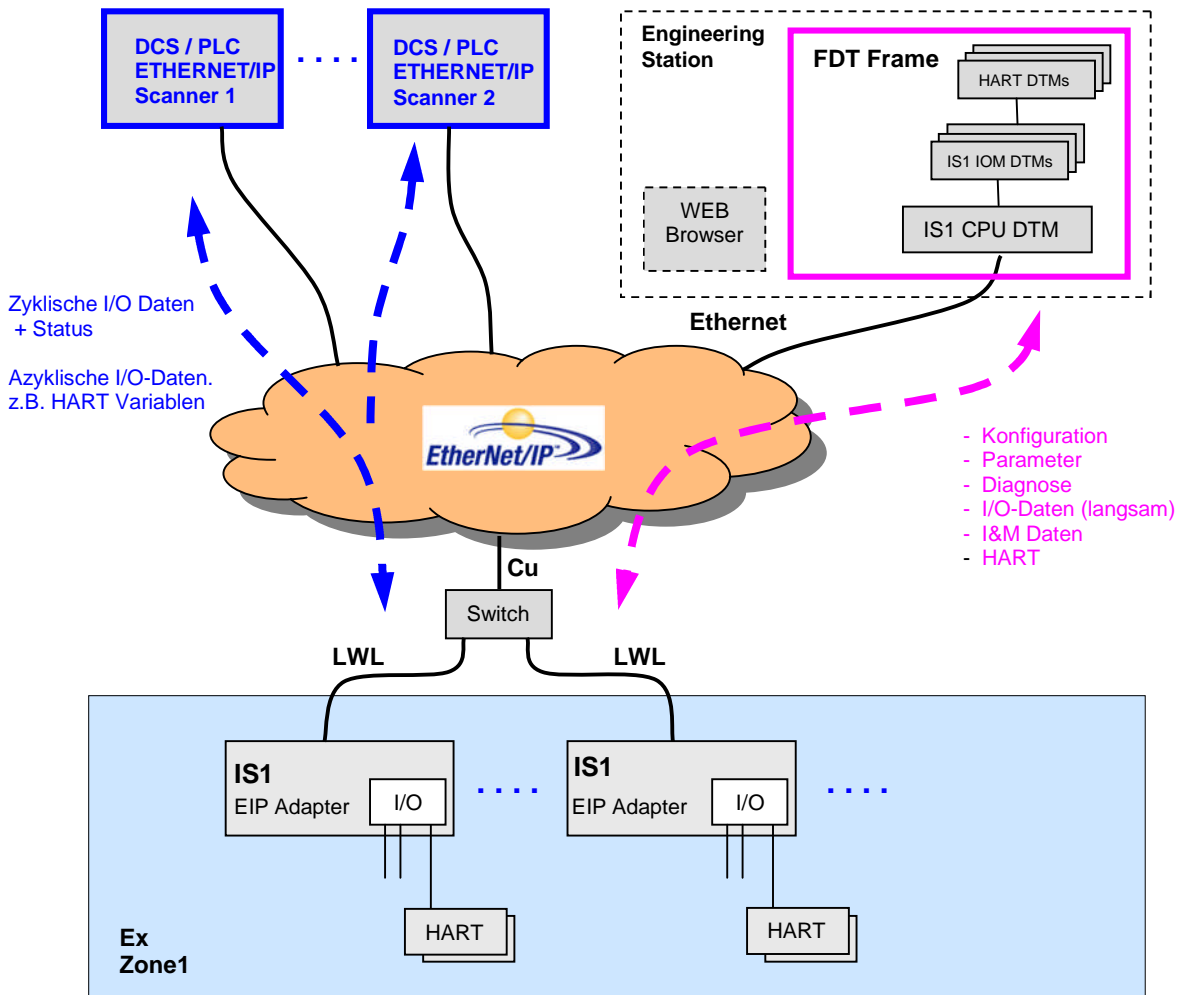 DCS / PLC
ETHERNET/IP
Scanner 1
. . . .
DCS / PLC
ETHERNET/IP
Scanner 2
Engineering
Station
FDT Frame
HART DTMs
IS1 IOM DTMs
IS1 CPU DTM
WEB
Browser
Zyklische I/O Daten
+ Status
Azyklische I/O-Daten.
z.B. HART Variablen
Ethernet
EtherNet/IP™
- Konfiguration
- Parameter
- Diagnose
- I/O-Daten (langsam)
- I&M Daten
- HART
Cu
Switch
LWL
LWL
IS1
EIP Adapter
I/O
. . . .
IS1
EIP Adapter
I/O
. . . .
HART
HART
Ex
Zone1